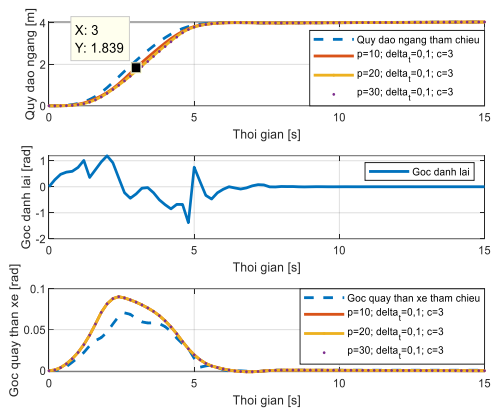 X: 3
Y: 1.839
Quy dao ngang [m]
4
2
0
Quy dao ngang tham chieu
p=10; delta_t=0,1; c=3
p=20; delta_t=0,1; c=3
p=30; delta_t=0,1; c=3
0
5
10
15
Thoi gian [s]
Goc danh lai [rad]
1
0
-1
-2
Goc danh lai
0
5
10
15
Thoi gian [s]
Goc quay than xe [rad]
0.1
0.05
0
Goc quay than xe tham chieu
p=10; delta_t=0,1; c=3
p=20; delta_t=0,1; c=3
p=30; delta_t=0,1; c=3
0
5
10
15
Thoi gian [s]